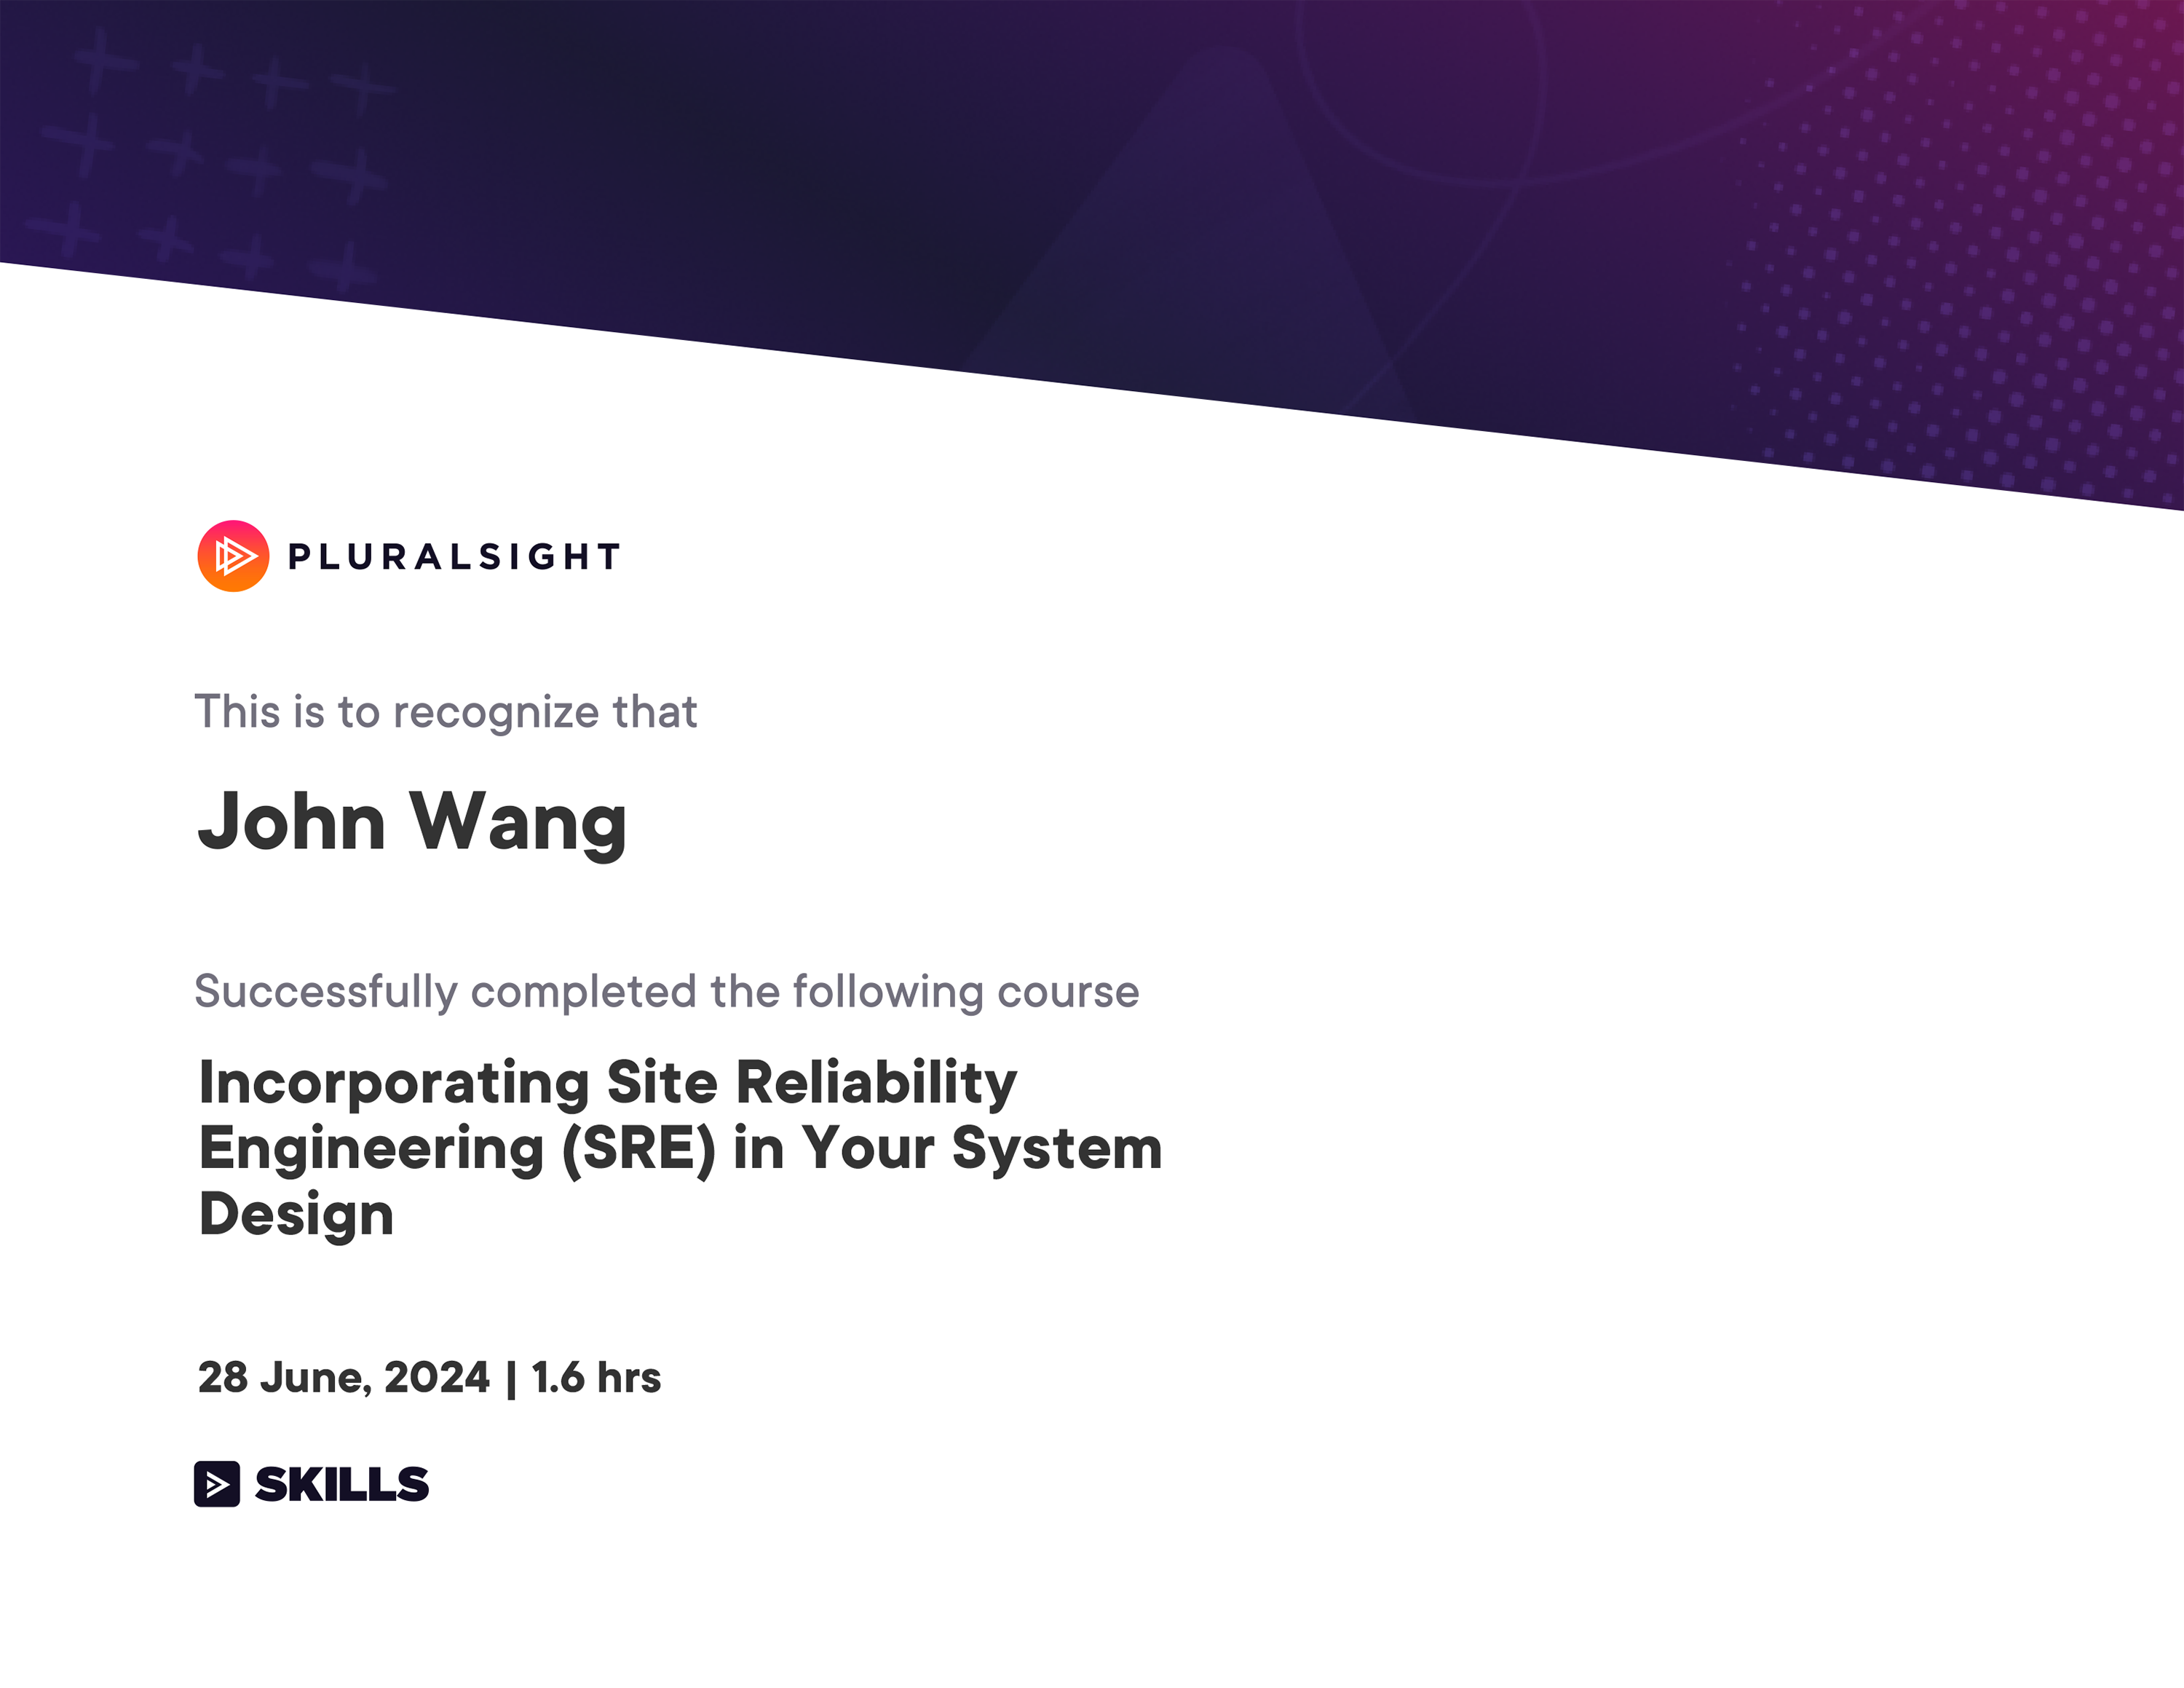 PLURALSIGHT
This is to recognize that
John Wang
Successfully completed the following course
Incorporating Site Reliability
Engineering (SRE) in Your System
Design
28 June, 2024 | 1.6 hrs
SKILLS